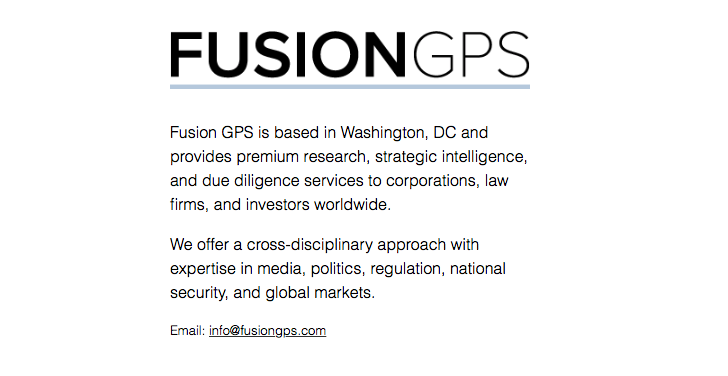 FUSIONGPS
Fusion GPS is based in Washington, DC and
provides premium research, strategic intelligence,
and due diligence services to corporations, law
firms, and investors worldwide.
We offer a cross-disciplinary approach with
expertise in media, politics, regulation, national
security, and global markets.
Email: info@fusiongps.com